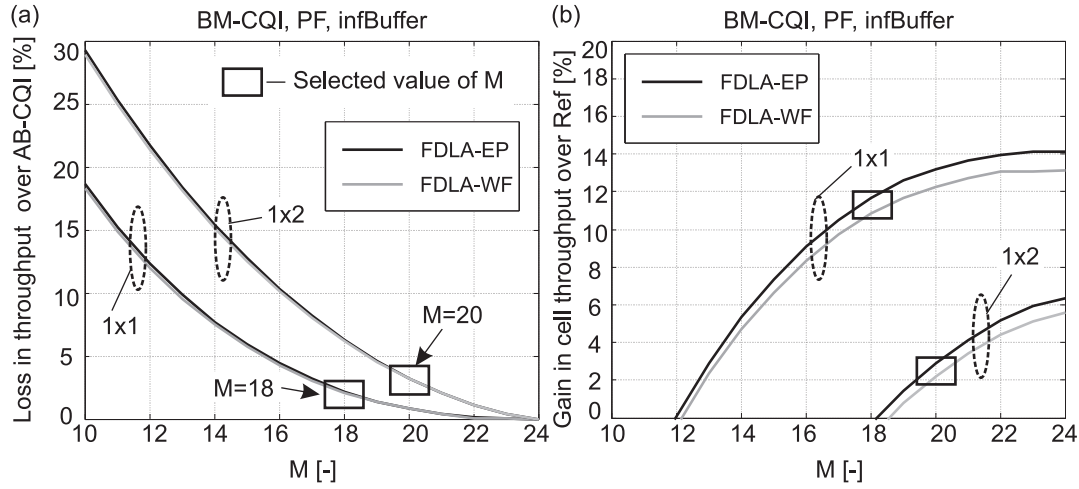 (a)
BM-CQI, PF, infBuffer
Loss in throughput over AB-CQI [%]
30
25
20
15
10
5
0
Selected value of M
FDLA-EP
FDLA-WF
1x2
1x1
M=20
M=18
10
12
14
16
18
20
22
24
M [-]
(b)
BM-CQI, PF, infBuffer
Gain in cell throughput over Ref [%]
20
18
16
14
12
10
8
6
4
2
0
FDLA-EP
FDLA-WF
1x1
1x2
10
12
14
16
18
20
22
24
M [-]